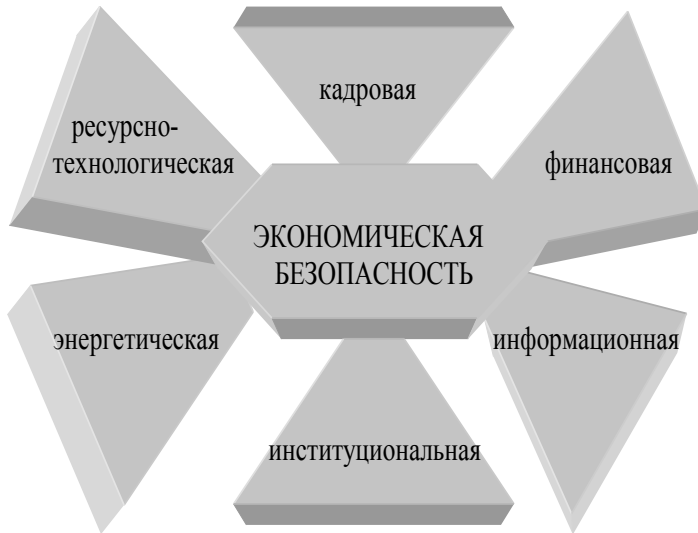 кадровая
ресурсно-
технологическая
финансовая
ЭКОНОМИЧЕСКАЯ
БЕЗОПАСНОСТЬ
энергетическая
информационная
институциональная